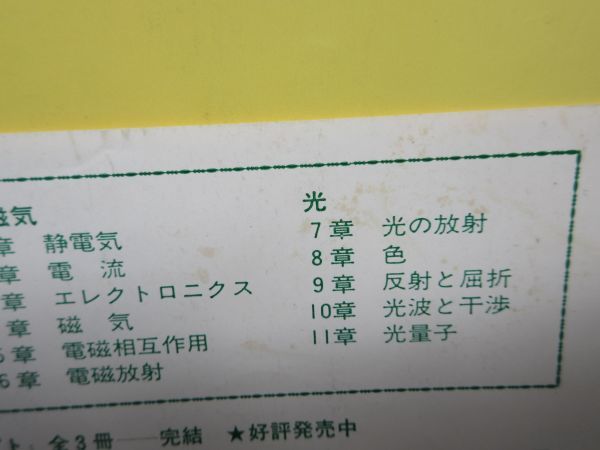 磁気
章 静電気
章 電流
章 エレクトロニクス
章 磁気
5章 電磁相互作用
6章 電磁放射
光
7章 光の放射
8章 色
9章 反射と屈折
10章 光波と干渉
11章 光量子
ト」全3冊――完結 ★好評発売中